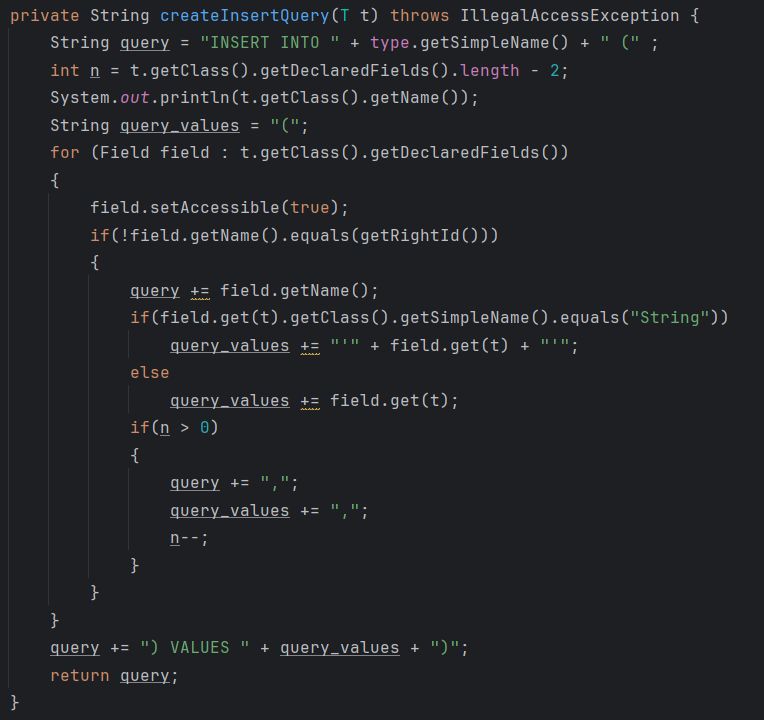 private String createInsertQuery(T t) throws IllegalAccessException {
    String query = "INSERT INTO " + type.getSimpleName() + " (" ;
    int n = t.getClass().getDeclaredFields().length - 2;
    System.out.println(t.getClass().getName());
    String query_values = "(";
    for (Field field : t.getClass().getDeclaredFields())
    {
        field.setAccessible(true);
        if(!field.getName().equals(getRightId()))
        {
            query += field.getName();
            if(field.get(t).getClass().getSimpleName().equals("String"))
                query_values += "'" + field.get(t) + "'";
            else
                query_values += field.get(t);
            if(n > 0)
            {
                query += ",";
                query_values += ",";
                n--;
            }
        }
    }
    query += ") VALUES " + query_values + ")";
    return query;
}